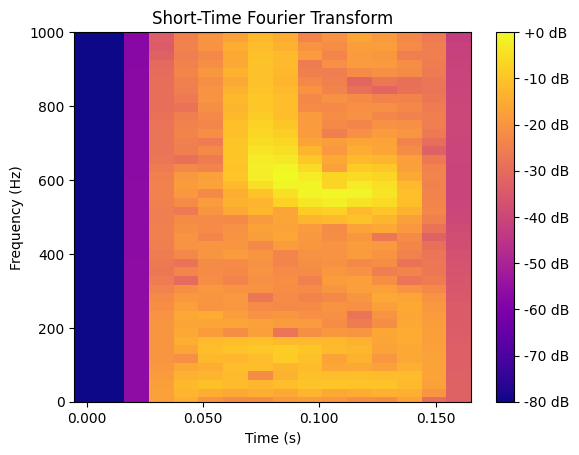 Short-Time Fourier Transform
1000
800
600
400
200
0
Frequency (Hz)
0.000
0.050
0.100
0.150
Time (s)
+0 dB
-10 dB
-20 dB
-30 dB
-40 dB
-50 dB
-60 dB
-70 dB
-80 dB